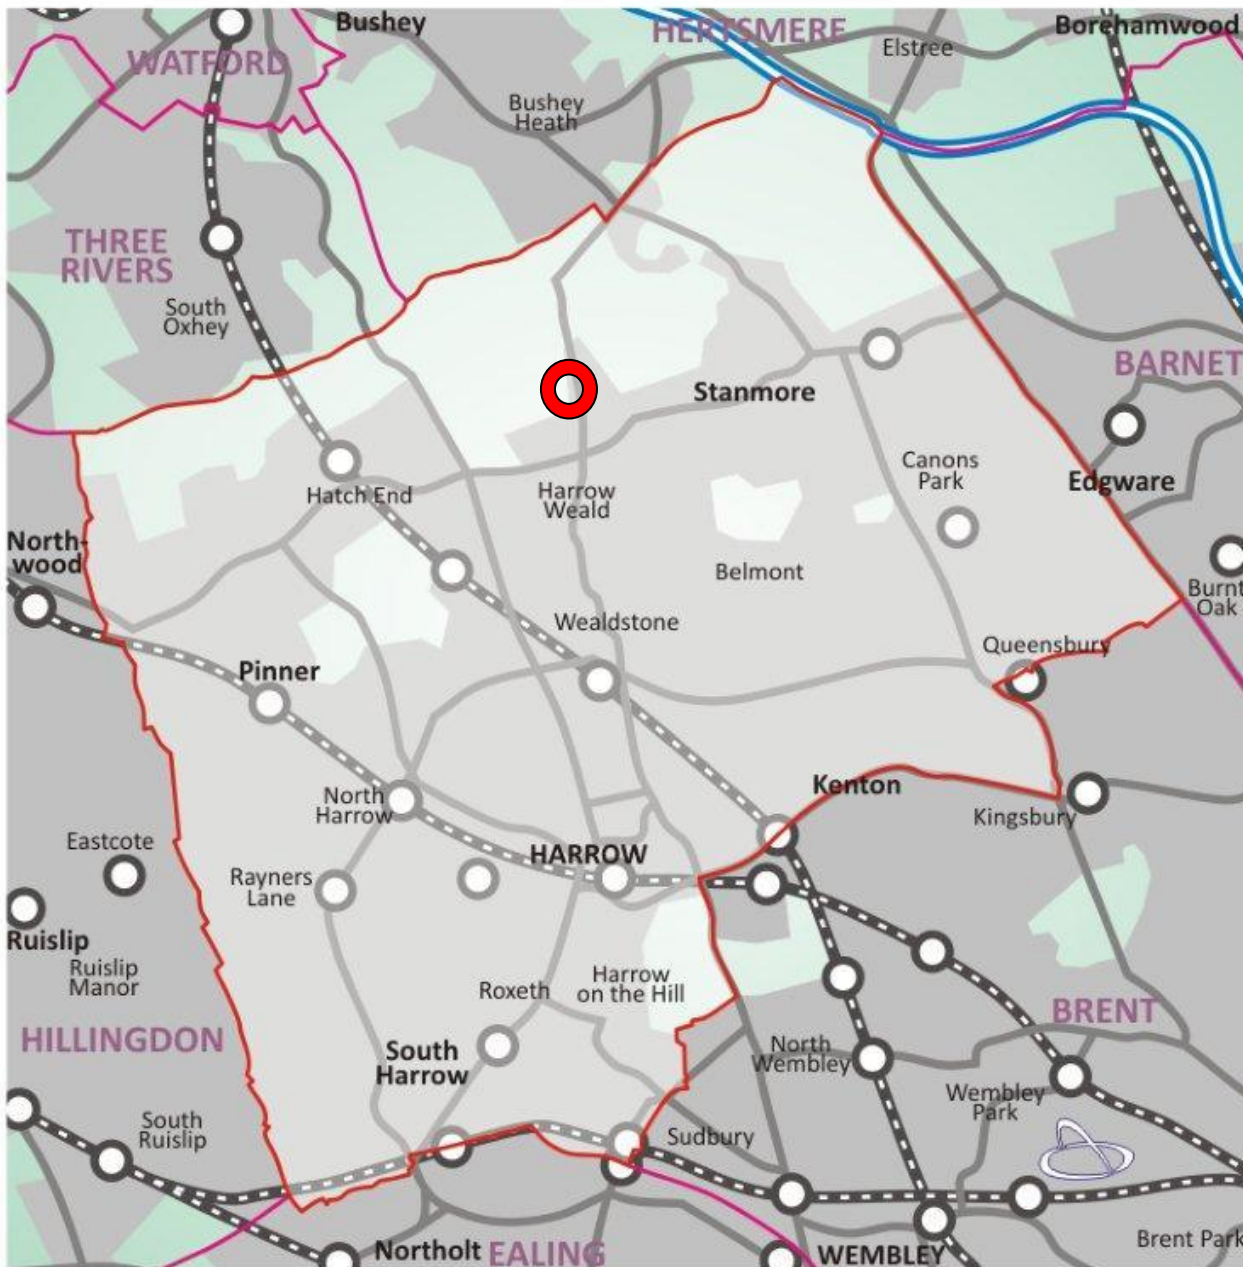 Bushey
HERTSMERE
Borehamwood
WATFORD
Elstree
Bushey
Heath
THREE
RIVERS
South
Oxhey
BARNET
Stanmore
Canons
Park
Edgware
Hatch End
Harrow
Weald
North-
wood
Belmont
Burnt
Oak
Wealdstone
Queensbury
Pinner
Kenton
North
Harrow
Kingsbury
Eastcote
HARROW
Rayners
Lane
Ruislip
Ruislip
Manor
Harrow
on the Hill
Roxeth
BRENT
HILLINGDON
South
Harrow
North
Wembley
Wembley
Park
South
Ruislip
Sudbury
Brent Park
Northolt
EALING
WEMBLEY